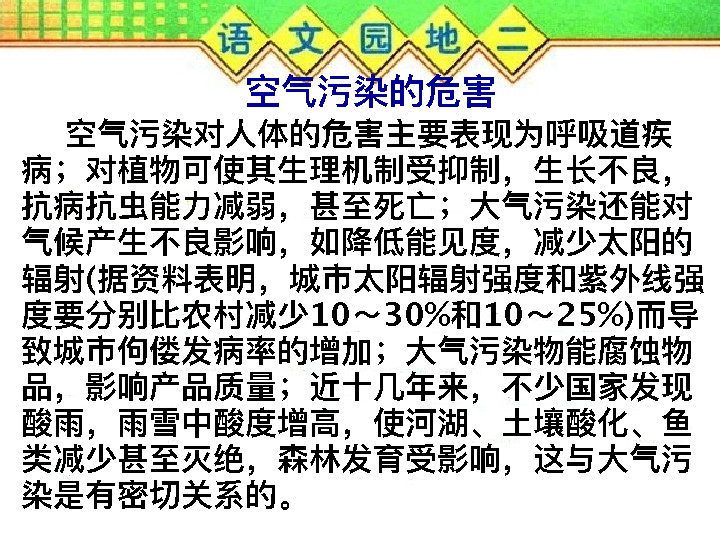 语文园地二
空气污染的危害
空气污染对人体的危害主要表现为呼吸道疾
病；对植物可使其生理机制受抑制，生长不良，
抗病抗虫能力减弱，甚至死亡；大气污染还能对
气候产生不良影响，如降低能见度，减少太阳的
辐射(据资料表明，城市太阳辐射强度和紫外线强
度要分别比农村减少10～30%和10～25%)而导
致城市佝偻发病率的增加；大气污染物能腐蚀物
品，影响产品质量；近十几年来，不少国家发现
酸雨，雨雪中酸度增高，使河湖、土壤酸化、鱼
类减少甚至灭绝，森林发育受影响，这与大气污
染是有密切关系的。